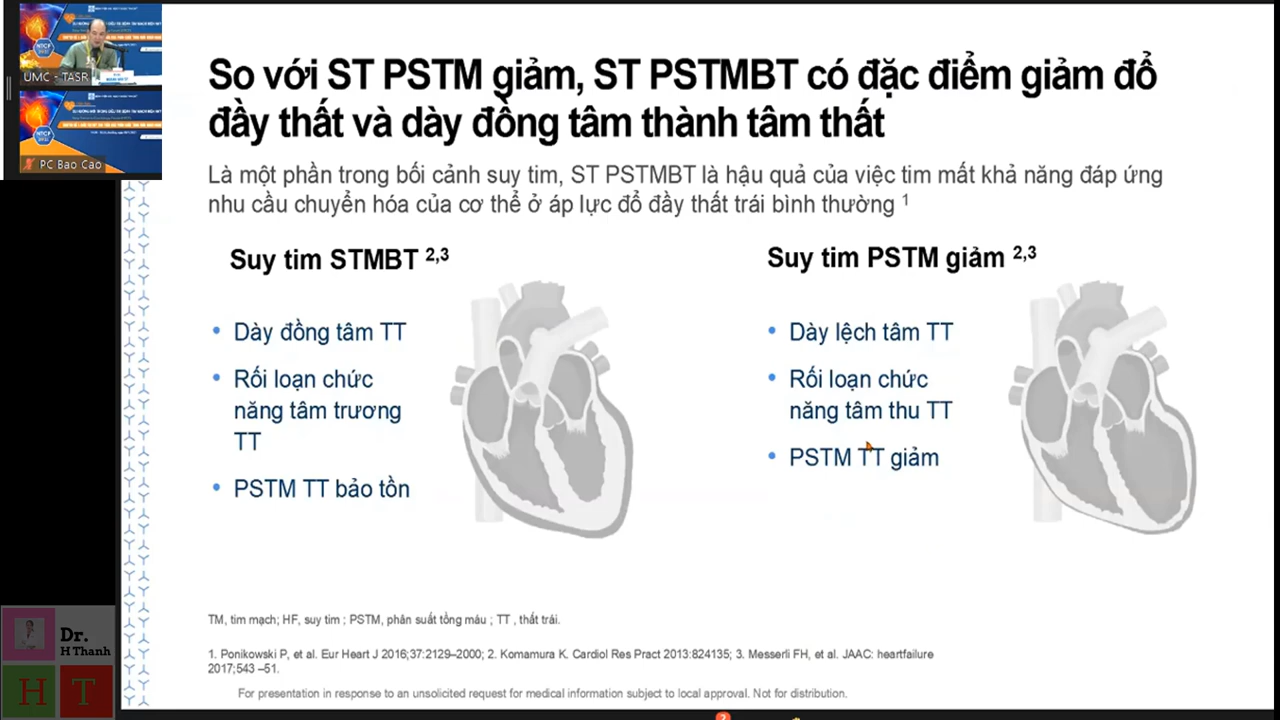 UMC - TASR
PC Bao Cao
So với ST PSTM giảm, ST PSTMBT có đặc điểm giảm đổ
đầy thất và dày đồng tâm thành tâm thất
Là một phần trong bối cảnh suy tim, ST PSTMBT là hậu quả của việc tim mất khả năng đáp ứng
nhu cầu chuyển hóa của cơ thể ở áp lực đổ đầy thất trái bình thường 1
Suy tim STMBT 2,3
• Dày đồng tâm TT
• Rối loạn chức
năng tâm trương
TT
• PSTM TT bảo tồn
Suy tim PSTM giảm 2,3
• Dày lệch tâm TT
• Rối loạn chức
năng tâm thu TT
• PSTM TT giảm
TM, tim mạch; HF, suy tim ; PSTM, phân suất tống máu ; TT , thất trái.
1. Ponikowski P, et al. Eur Heart J 2016;37:2129–2000; 2. Komamura K. Cardiol Res Pract 2013:824135; 3. Messerli FH, et al. JAAC: heartfailure
2017;543 –51.
For presentation in response to an unsolicited request for medical information subject to local approval. Not for distribution.
Dr.
H Thanh
H T